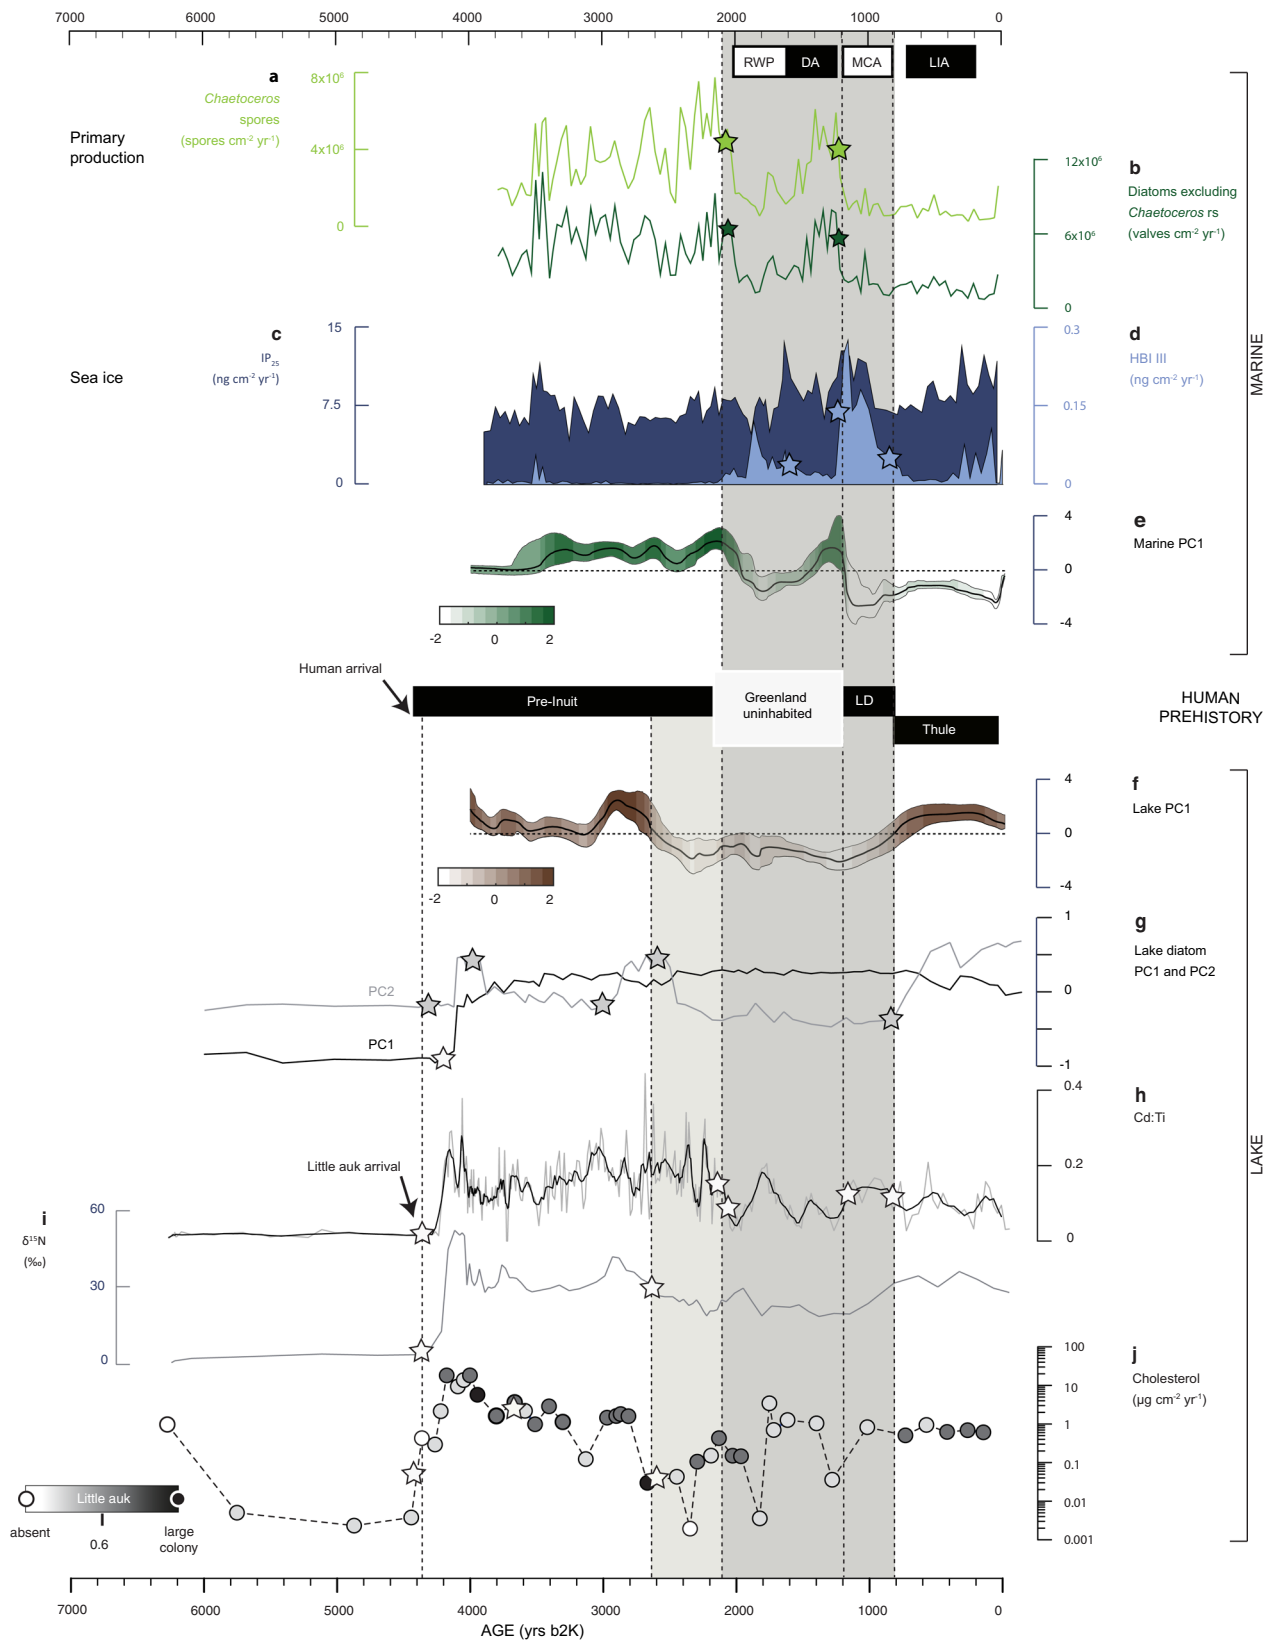 7000 6000 5000 4000 3000 2000 1000 0
RWP DA MCA LIA
a
8x10⁶
Chaetoceros
spores
(spores cm⁻² yr⁻¹)
4x10⁶
0
Primary
production
12x10⁶
b
Diatoms excluding
Chaetoceros rs
(valves cm⁻² yr⁻¹)
6x10⁶
0
MARINE
c
15
IP₂₅
(ng cm⁻² yr⁻¹)
7.5
0
Sea ice
0.3
d
HBI III
(ng cm⁻² yr⁻¹)
0.15
0
4
e
Marine PC1
0
-4
-2 0 2
Human arrival
Pre-Inuit
Greenland
uninhabited
LD
Thule
HUMAN
PREHISTORY
4
f
Lake PC1
0
-4
-2 0 2
1
g
Lake diatom
PC1 and PC2
0
-1
PC2
PC1
0.4
h
Cd:Ti
0.2
0
LAKE
Little auk arrival
i
60
δ¹⁵N
(‰)
30
0
100
j
10
Cholesterol
(µg cm⁻² yr⁻¹)
1
0.1
0.01
0.001
Little auk
absent
0.6
large
colony
7000 6000 5000 4000 3000 2000 1000 0
AGE (yrs b2K)